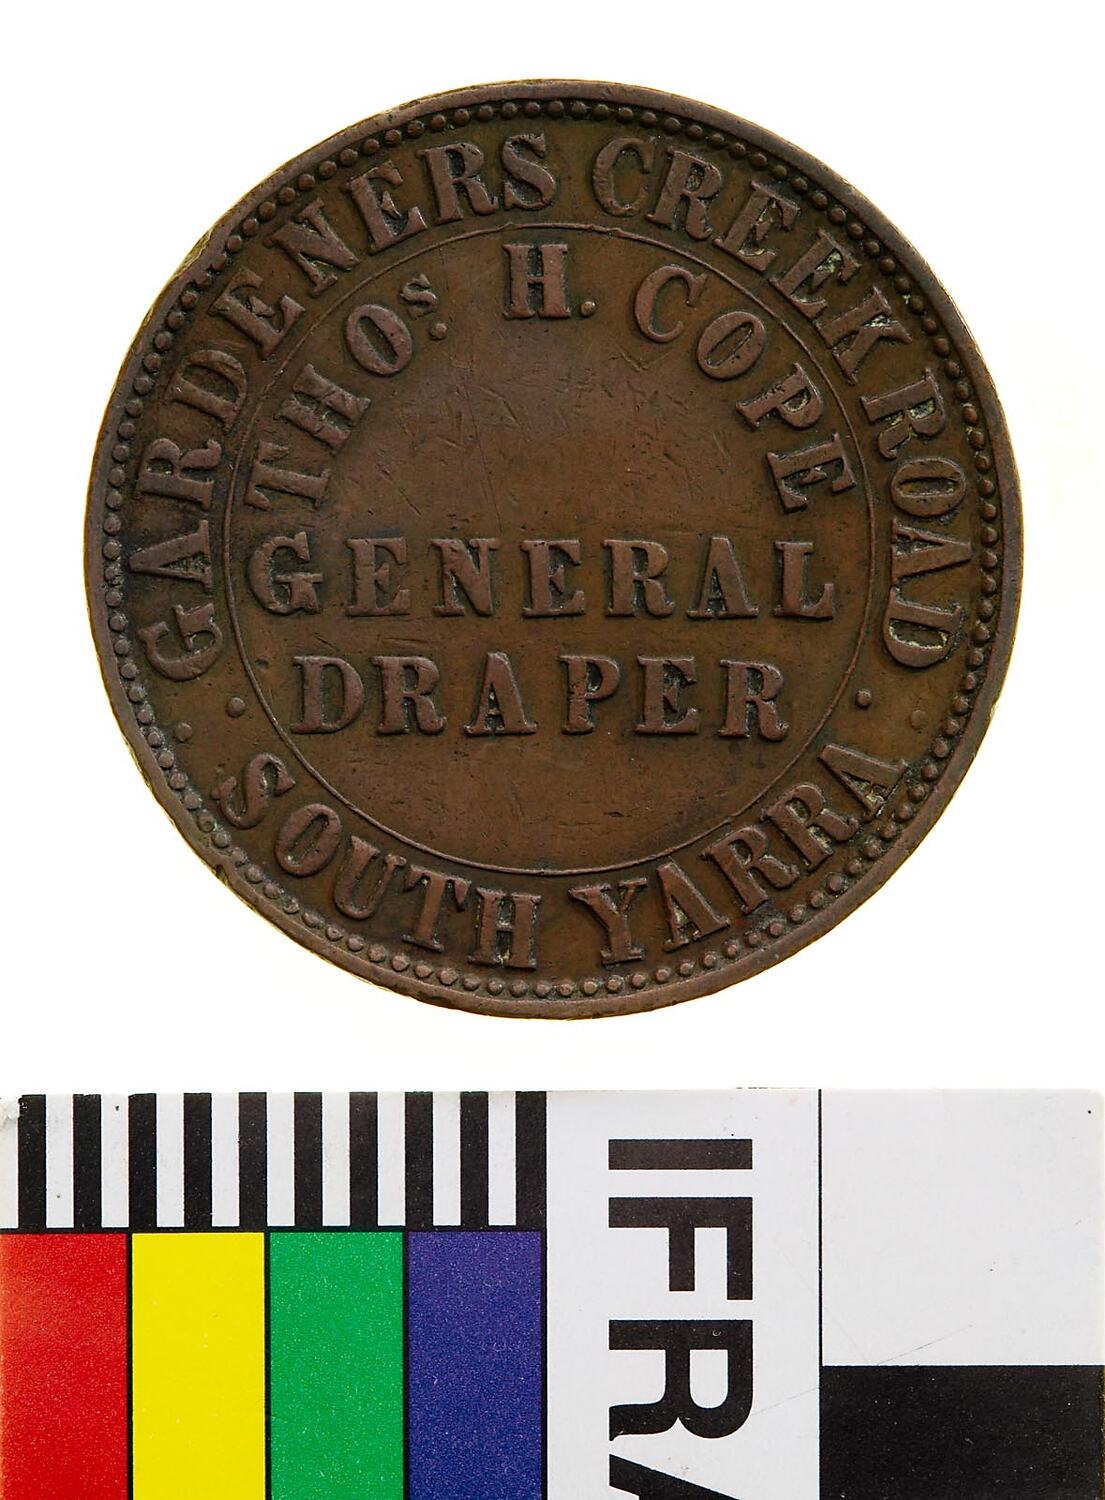 GARDENERS CREEK ROAD
THOS. H. COPE
GENERAL
DRAPER
SOUTH YARRA
IFRA